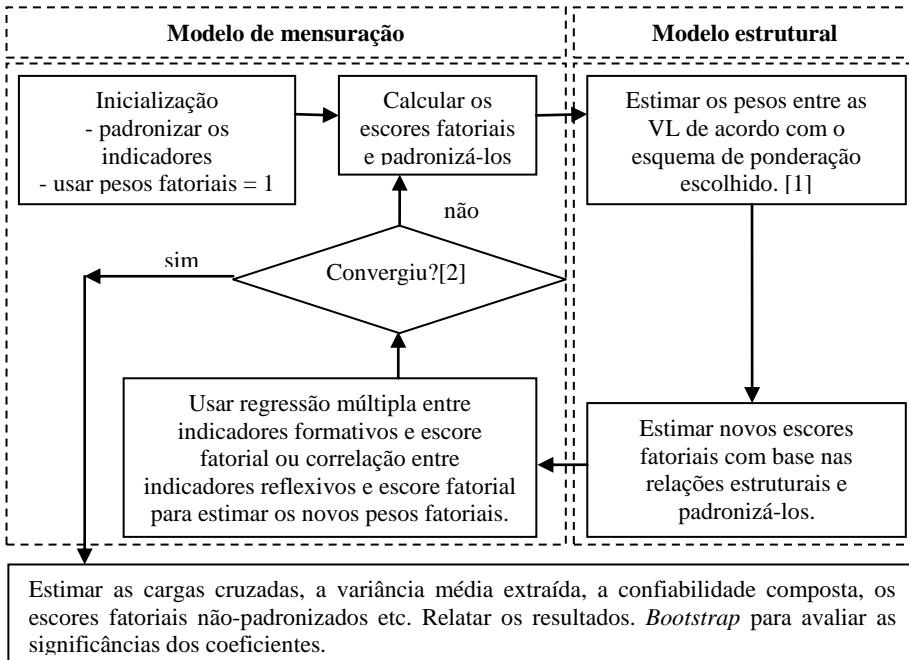 Modelo de mensuração
Modelo estrutural
Inicialização
- padronizar os
indicadores
- usar pesos fatoriais = 1
Calcular os
escores fatoriais
e padronizá-los
Estimar os pesos entre as
VL de acordo com o
esquema de ponderação
escolhido. [1]
não
sim
Convergiu?[2]
Usar regressão múltipla entre
indicadores formativos e escore
fatorial ou correlação entre
indicadores reflexivos e escore fatorial
para estimar os novos pesos fatoriais.
Estimar novos escores
fatoriais com base nas
relações estruturais e
padronizá-los.
Estimar as cargas cruzadas, a variância média extraída, a confiabilidade composta, os
escores fatoriais não-padronizados etc. Relatar os resultados. Bootstrap para avaliar as
significâncias dos coeficientes.